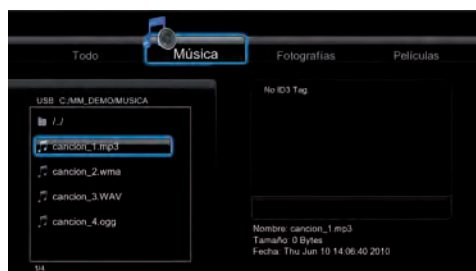 Todo Música Fotografías Películas
USB C:/MM_DEMO/MUSICA
/../
cancion_1.mp3
cancion_2.wma
cancion_3.WAV
cancion_4.ogg
1/4
No ID3 Tag
Nombre: cancion_1.mp3
Tamaño: 0 Bytes
Fecha: Thu Jun 10 14:06:40 2010